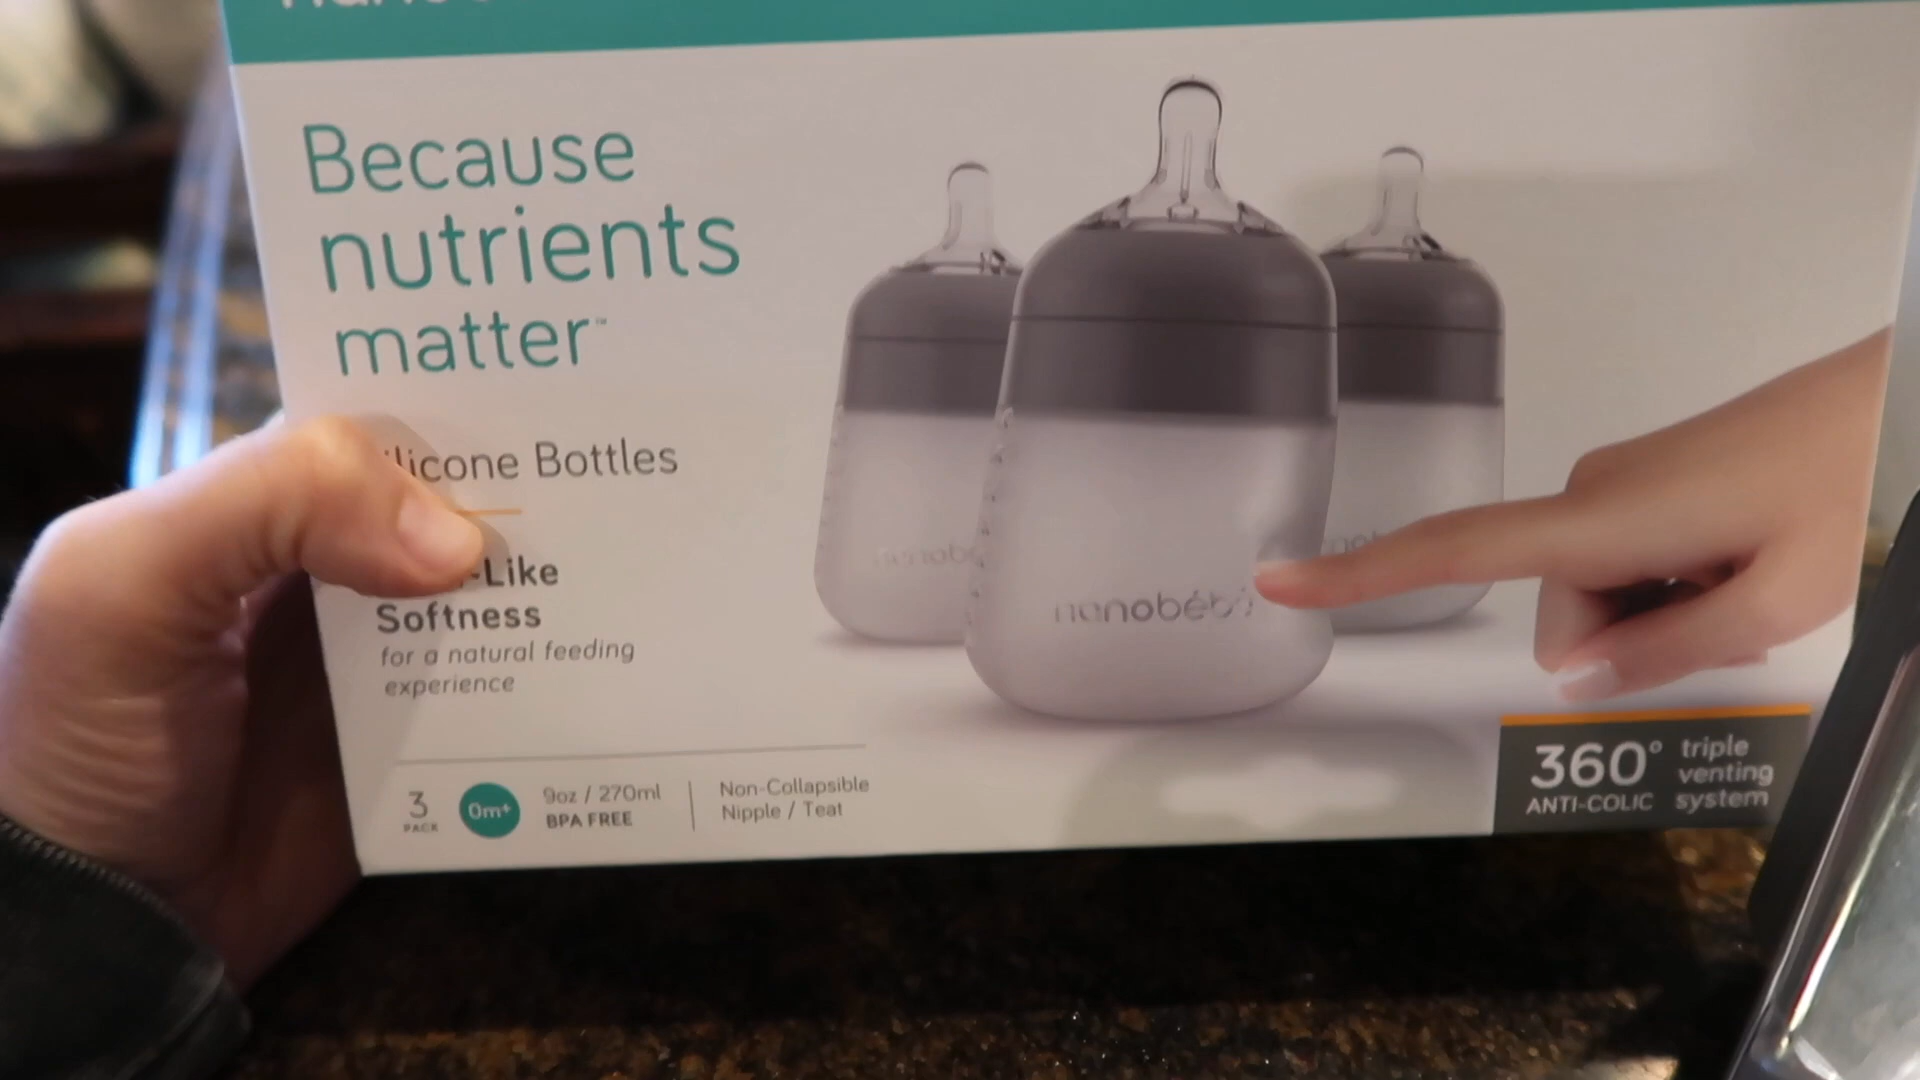 Because
nutrients
matter™
ilicone Bottles
-Like
Softness
for a natural feeding
experience
3
PACK
0m+
9oz / 270ml
BPA FREE
Non-Collapsible
Nipple / Teat
nanobébé
360° triple
venting
ANTI-COLIC system